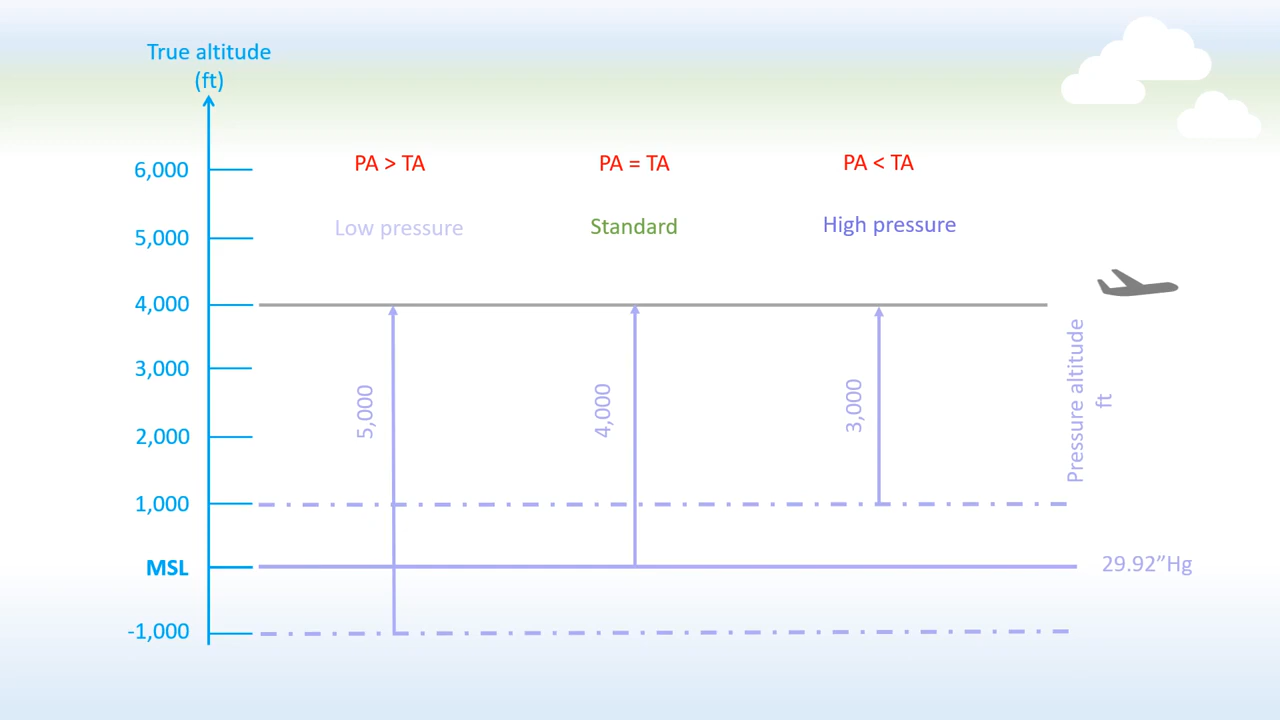 True altitude
(ft)
6,000
PA > TA
PA = TA
PA < TA
5,000
Low pressure
Standard
High pressure
4,000
3,000
5,000
4,000
3,000
Pressure altitude
ft
2,000
1,000
MSL
29.92”Hg
-1,000